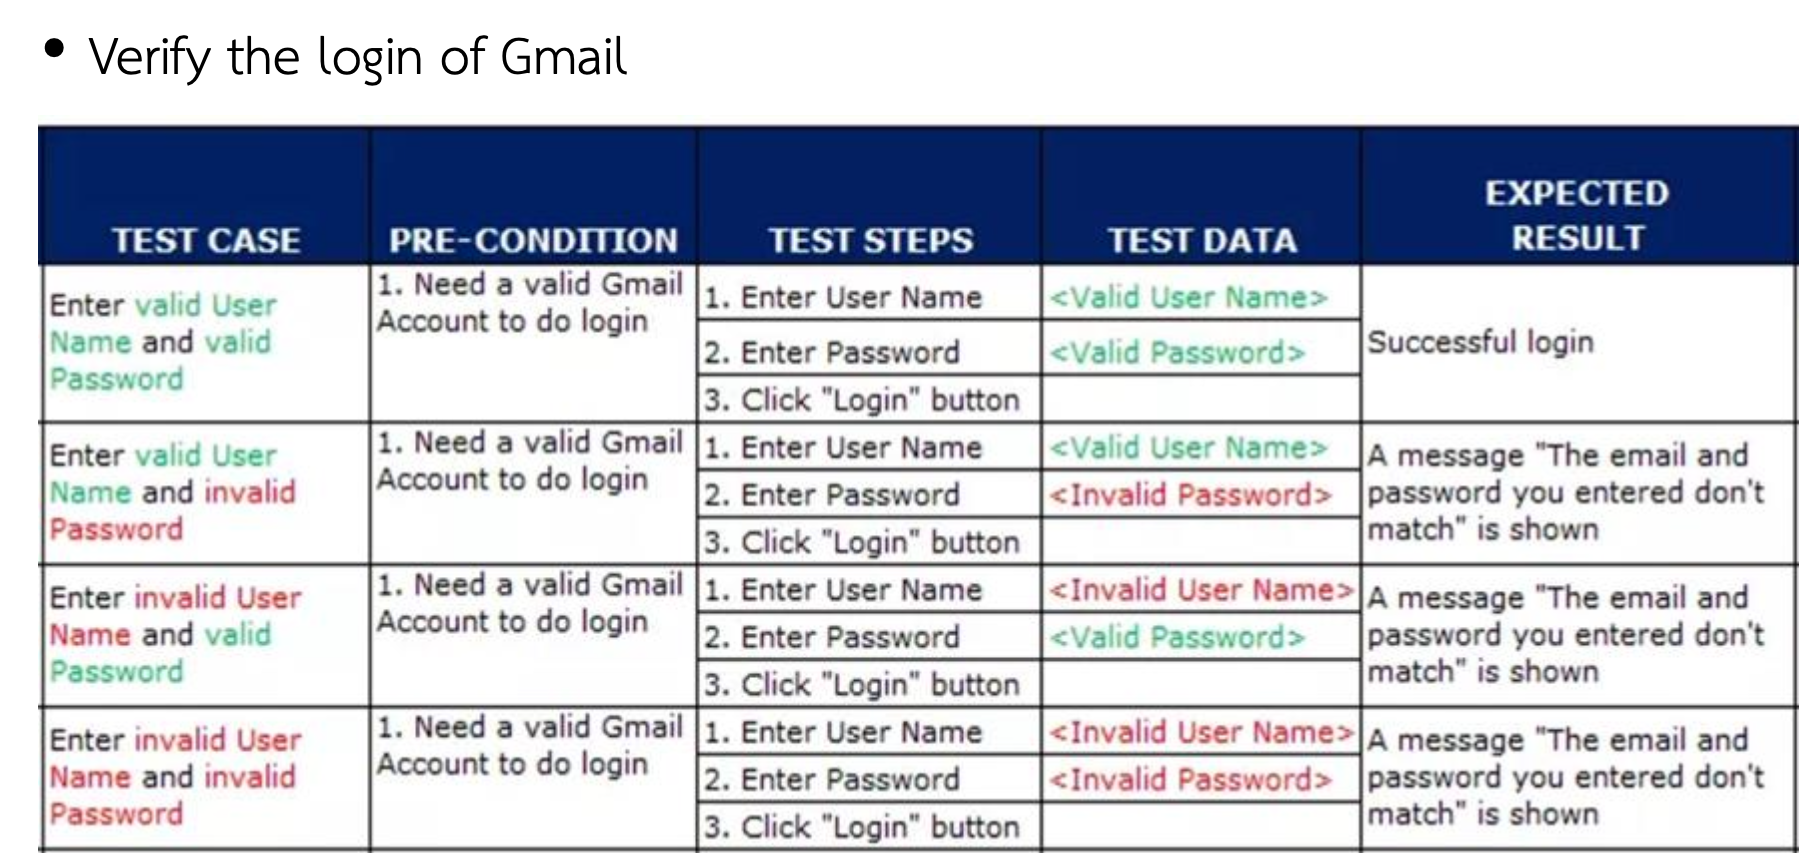 • Verify the login of Gmail
TEST CASE
PRE-CONDITION
TEST STEPS
TEST DATA
EXPECTED
RESULT
Enter valid User
Name and valid
Password
1. Need a valid Gmail
Account to do login
1. Enter User Name
<Valid User Name>
2. Enter Password
<Valid Password>
3. Click "Login" button
Successful login
Enter valid User
Name and invalid
Password
1. Need a valid Gmail
Account to do login
1. Enter User Name
<Valid User Name>
2. Enter Password
<Invalid Password>
3. Click "Login" button
A message "The email and
password you entered don't
match" is shown
Enter invalid User
Name and valid
Password
1. Need a valid Gmail
Account to do login
1. Enter User Name
<Invalid User Name>
2. Enter Password
<Valid Password>
3. Click "Login" button
A message "The email and
password you entered don't
match" is shown
Enter invalid User
Name and invalid
Password
1. Need a valid Gmail
Account to do login
1. Enter User Name
<Invalid User Name>
2. Enter Password
<Invalid Password>
3. Click "Login" button
A message "The email and
password you entered don't
match" is shown